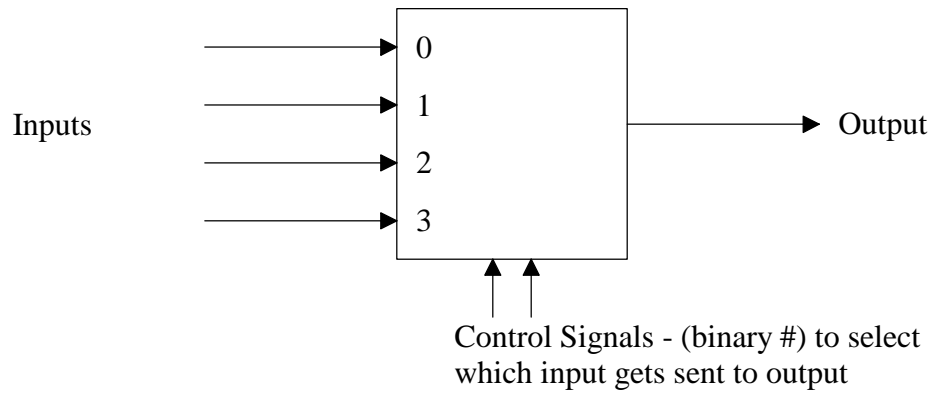 0
1
Inputs
Output
2
3
Control Signals - (binary #) to select
which input gets sent to output